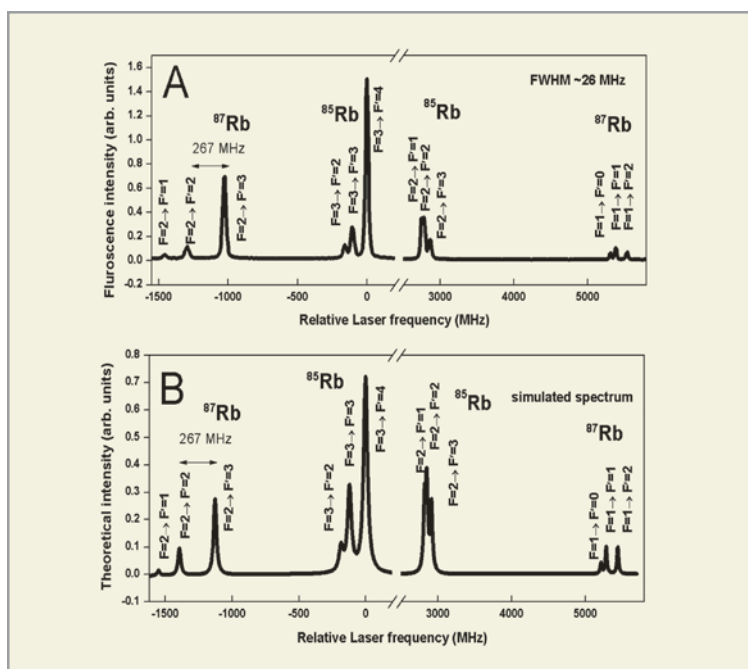 A
FWHM ~26 MHz
⁸⁷Rb
⁸⁵Rb
⁸⁵Rb
⁸⁷Rb
267 MHz
F=2→F'=1
F=2→F'=2
F=2→F'=3
F=3→F'=2
F=3→F'=3
F=3→F'=4
F=2→F'=1
F=2→F'=2
F=2→F'=3
F=1→F'=0
F=1→F'=1
F=1→F'=2
Fluroscence intensity (arb. units)
1.6
1.4
1.2
1.0
0.8
0.6
0.4
0.2
0.0
-0.2
-1500 -1000 -500 0 3000 4000 5000
Relative Laser frequency (MHz)
B
simulated spectrum
⁸⁷Rb
⁸⁵Rb
⁸⁵Rb
⁸⁷Rb
267 MHz
F=2→F'=1
F=2→F'=2
F=2→F'=3
F=3→F'=2
F=3→F'=3
F=3→F'=4
F=2→F'=1
F=2→F'=2
F=2→F'=3
F=1→F'=0
F=1→F'=1
F=1→F'=2
Theoretical intensity (arb. units)
0.8
0.7
0.6
0.5
0.4
0.3
0.2
0.1
0.0
-0.1
-1500 -1000 -500 0 3000 4000 5000
Relative Laser frequency (MHz)